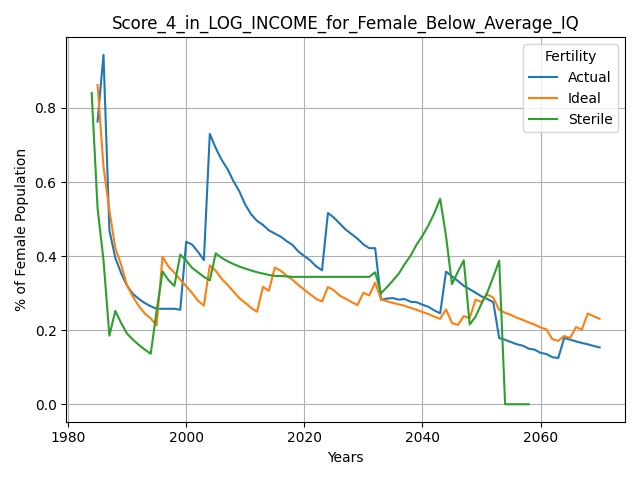 Score_4_in_LOG_INCOME_for_Female_Below_Average_IQ
Fertility
Actual
Ideal
Sterile
% of Female Population
0.8
0.6
0.4
0.2
0.0
1980 2000 2020 2040 2060
Years